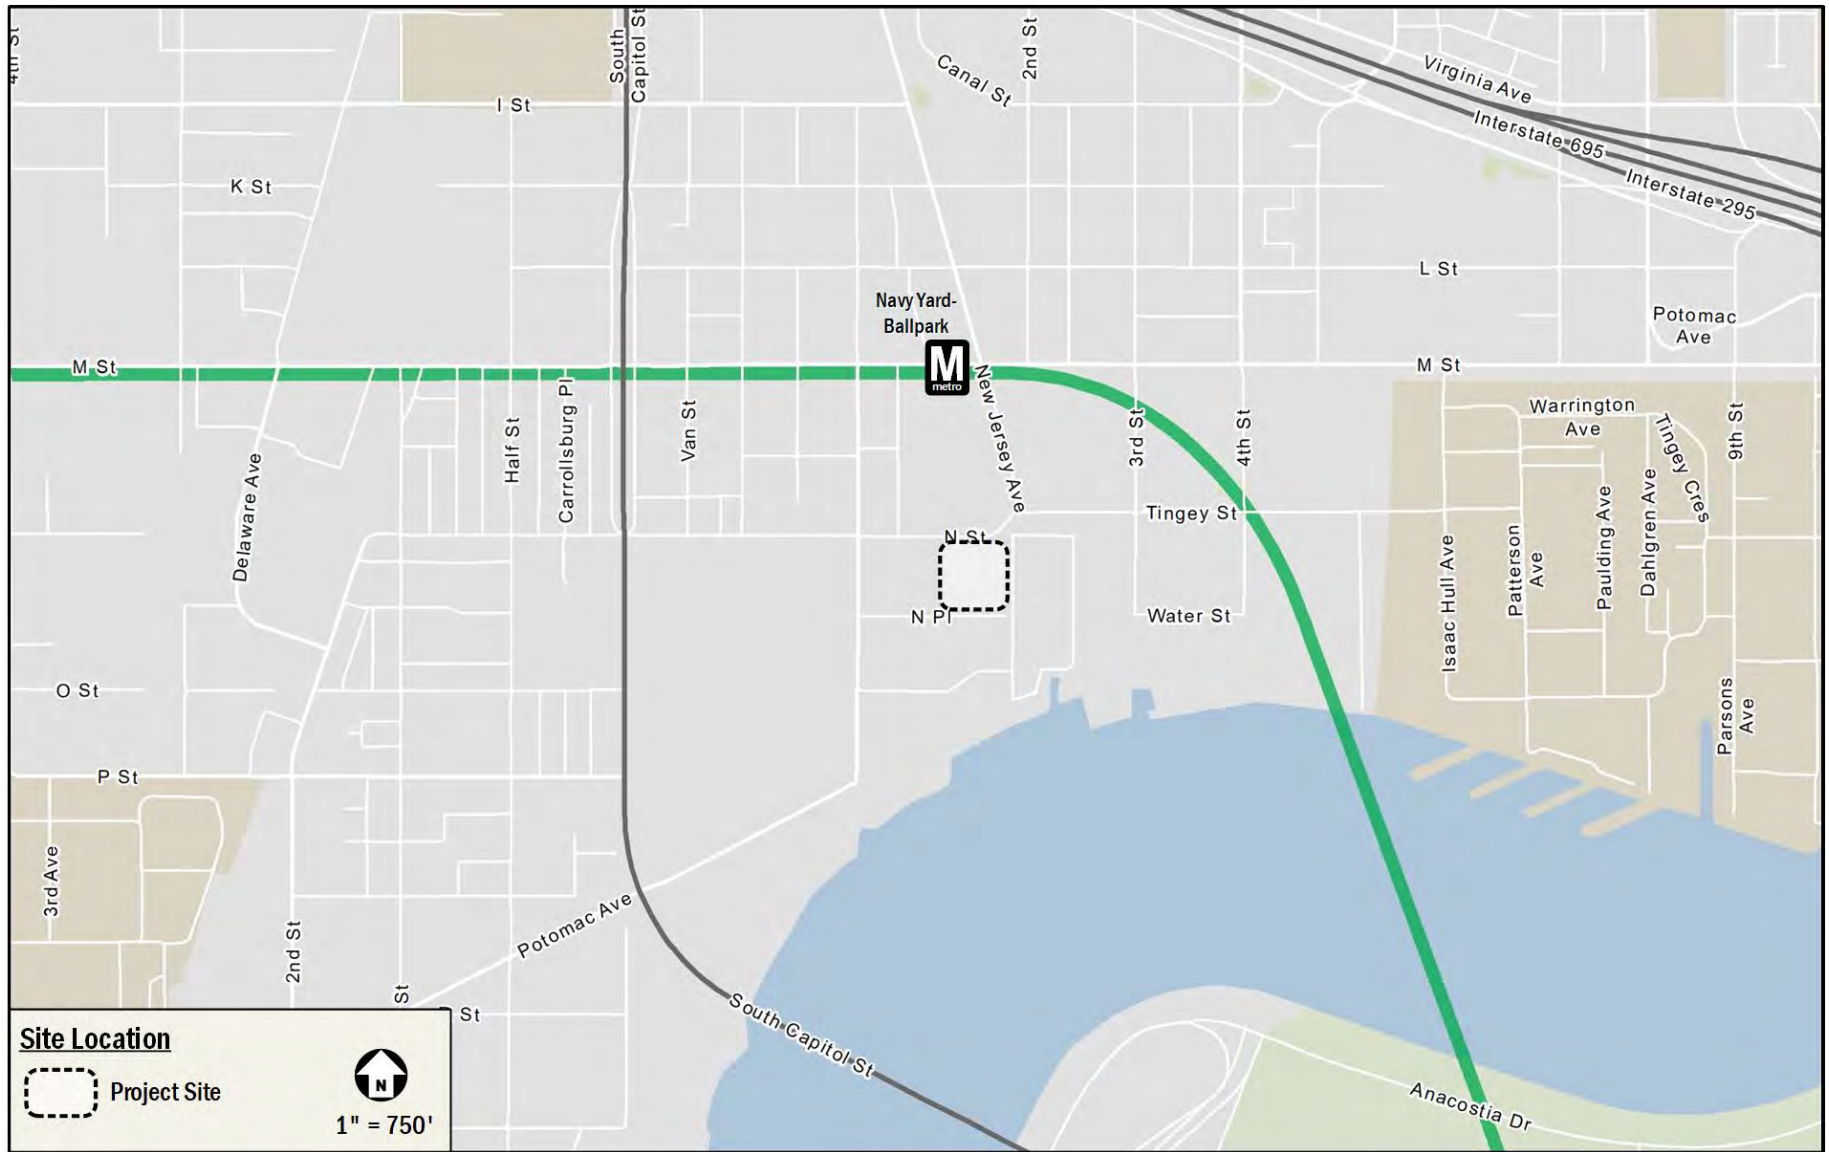 4th St
South
Capitol St
2nd St
Canal St
Virginia Ave
I St
Interstate 695
K St
Interstate 295
L St
Navy Yard-
Ballpark
Potomac
Ave
M St
M
metro
M St
New Jersey Ave
Carrollsburg Pl
Half St
Van St
3rd St
4th St
Warrington
Ave
Tingey Cres
9th St
Delaware Ave
Tingey St
N St
Isaac Hull Ave
Patterson
Ave
Paulding Ave
Dahlgren Ave
N Pl
Water St
O St
Parsons
Ave
P St
3rd Ave
Potomac Ave
2nd St
St
St
South Capitol St
Anacostia Dr
Site Location
Project Site
N
1" = 750'